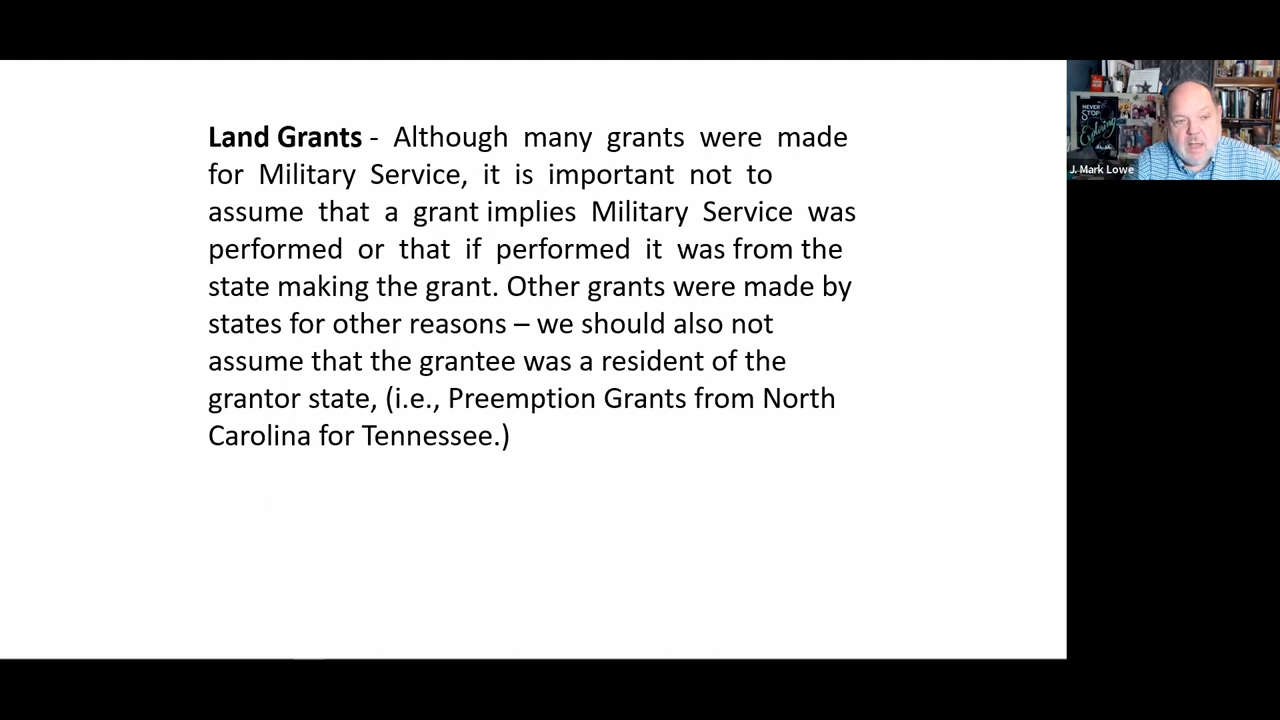 Land Grants - Although many grants were made
for Military Service, it is important not to
assume that a grant implies Military Service was
performed or that if performed it was from the
state making the grant. Other grants were made by
states for other reasons – we should also not
assume that the grantee was a resident of the
grantor state, (i.e., Preemption Grants from North
Carolina for Tennessee.)
NEVER
STOP
Exploring
J. Mark Lowe